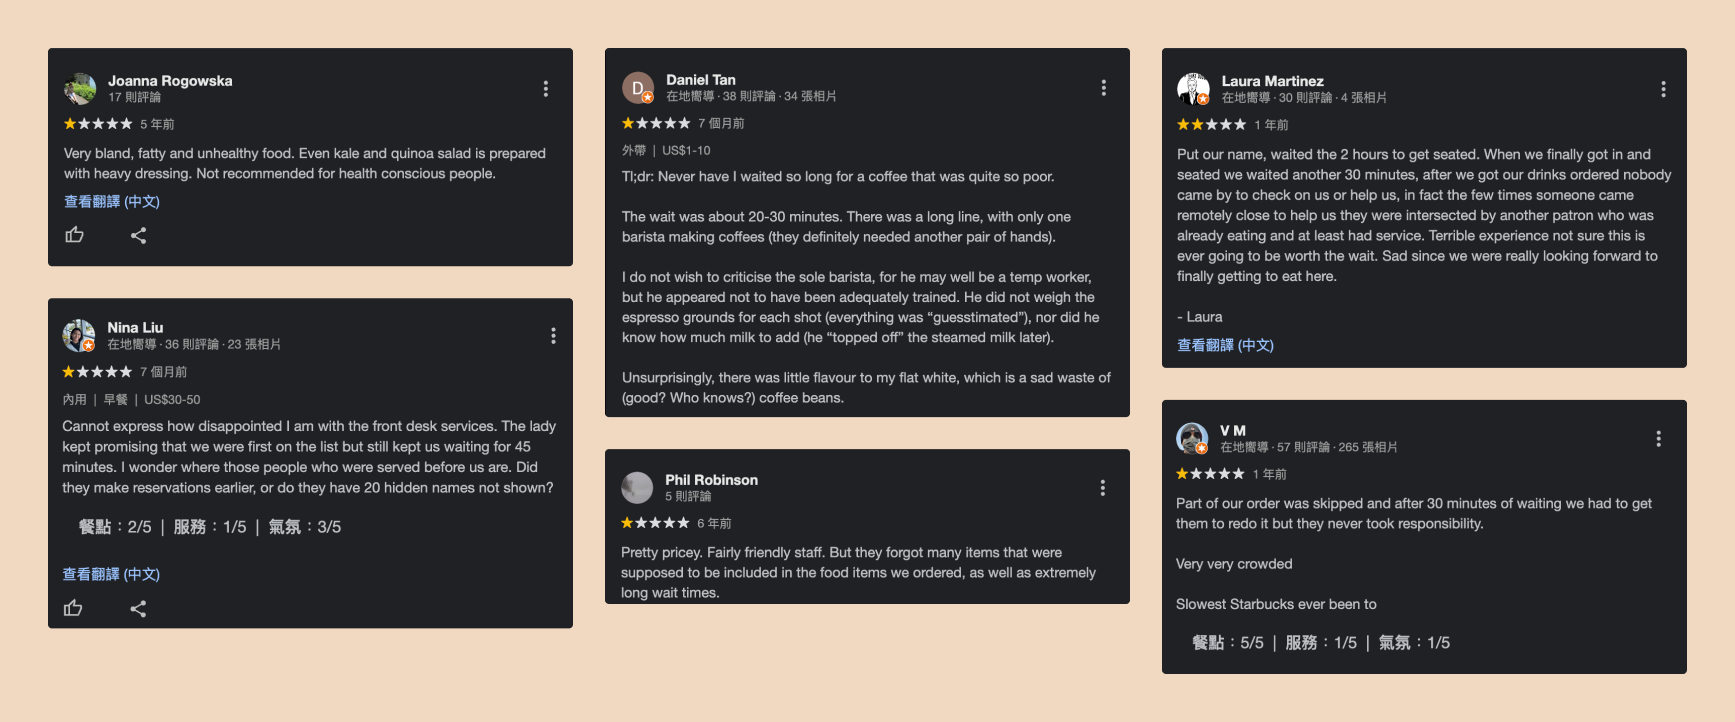 Joanna Rogowska
17 則評論
5 年前
Very bland, fatty and unhealthy food. Even kale and quinoa salad is prepared
with heavy dressing. Not recommended for health conscious people.
查看翻譯 (中文)
Nina Liu
在地嚮導 · 36 則評論 · 23 張相片
7 個月前
內用 | 早餐 | US$30-50
Cannot express how disappointed I am with the front desk services. The lady
kept promising that we were first on the list but still kept us waiting for 45
minutes. I wonder where those people who were served before us are. Did
they make reservations earlier, or do they have 20 hidden names not shown?
餐點：2/5 | 服務：1/5 | 氣氛：3/5
查看翻譯 (中文)
D
Daniel Tan
在地嚮導 · 38 則評論 · 34 張相片
7 個月前
外帶 | US$1-10
Tl;dr: Never have I waited so long for a coffee that was quite so poor.
The wait was about 20-30 minutes. There was a long line, with only one
barista making coffees (they definitely needed another pair of hands).
I do not wish to criticise the sole barista, for he may well be a temp worker,
but he appeared not to have been adequately trained. He did not weigh the
espresso grounds for each shot (everything was “guesstimated”), nor did he
know how much milk to add (he “topped off” the steamed milk later).
Unsurprisingly, there was little flavour to my flat white, which is a sad waste of
(good? Who knows?) coffee beans.
Phil Robinson
5 則評論
6 年前
Pretty pricey. Fairly friendly staff. But they forgot many items that were
supposed to be included in the food items we ordered, as well as extremely
long wait times.
Laura Martinez
在地嚮導 · 30 則評論 · 4 張相片
1 年前
Put our name, waited the 2 hours to get seated. When we finally got in and
seated we waited another 30 minutes, after we got our drinks ordered nobody
came by to check on us or help us, in fact the few times someone came
remotely close to help us they were intersected by another patron who was
already eating and at least had service. Terrible experience not sure this is
ever going to be worth the wait. Sad since we were really looking forward to
finally getting to eat here.
- Laura
查看翻譯 (中文)
V M
在地嚮導 · 57 則評論 · 265 張相片
1 年前
Part of our order was skipped and after 30 minutes of waiting we had to get
them to redo it but they never took responsibility.
Very very crowded
Slowest Starbucks ever been to
餐點：5/5 | 服務：1/5 | 氣氛：1/5